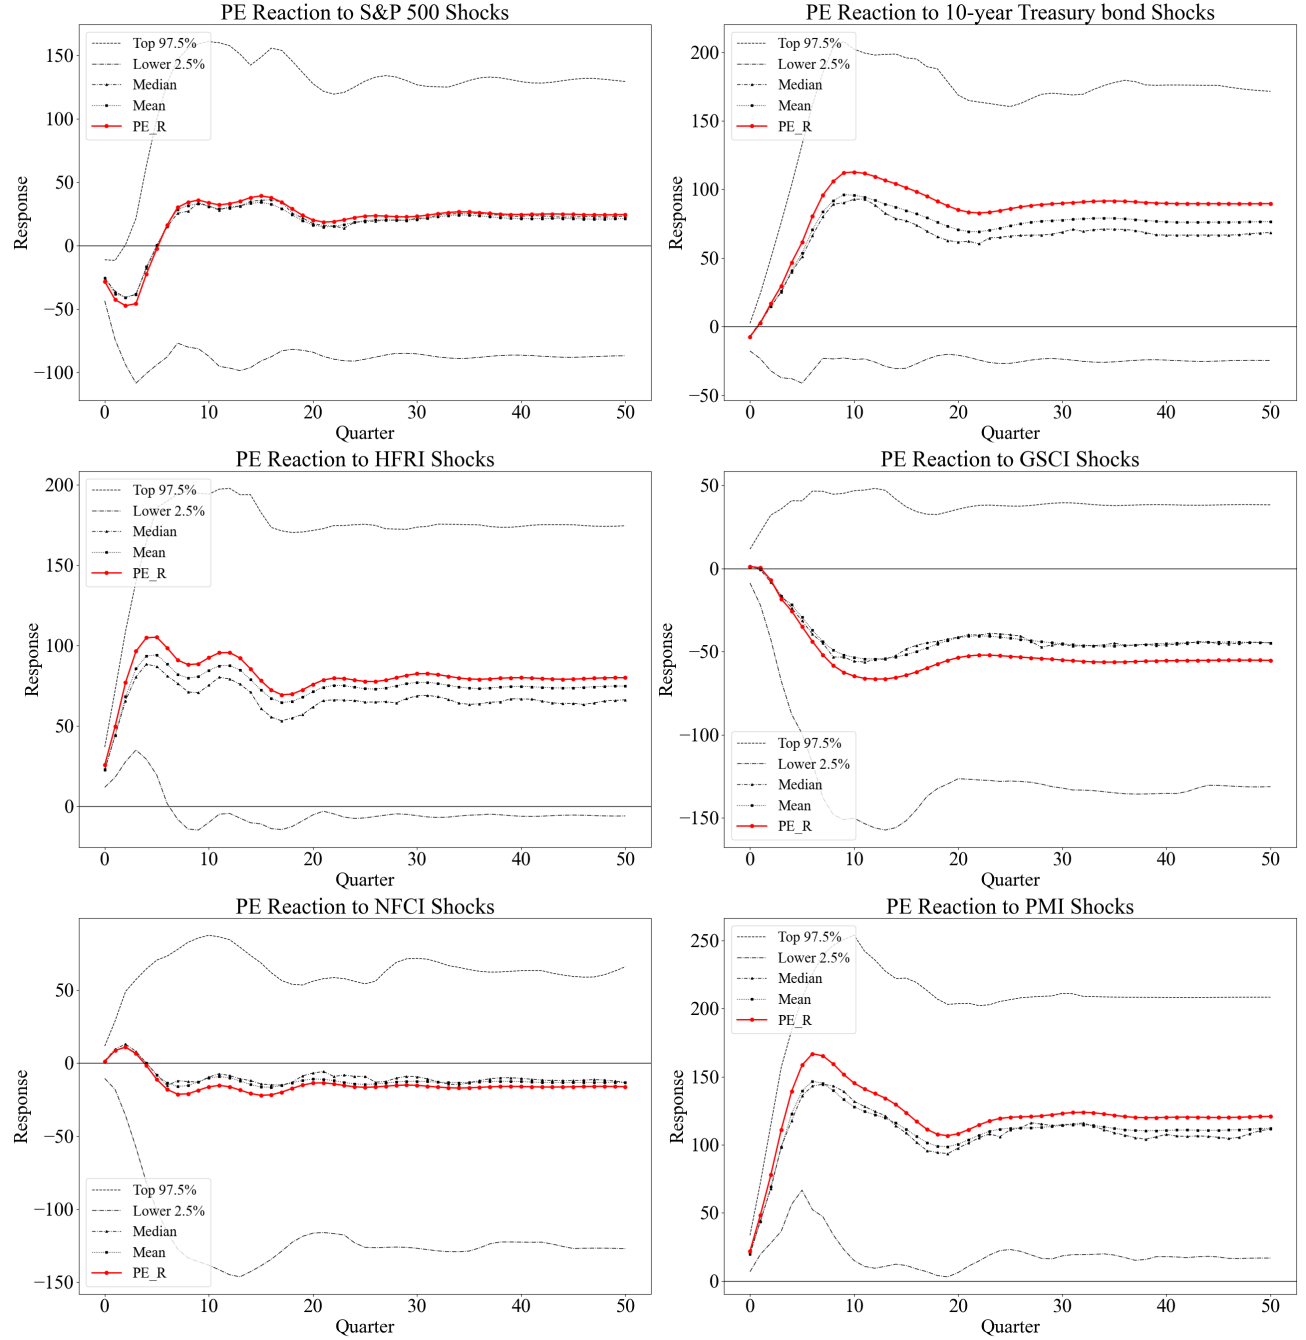 PE Reaction to S&P 500 Shocks
Response
150
100
50
0
−50
−100
Top 97.5%
Lower 2.5%
Median
Mean
PE_R
0 10 20 30 40 50
Quarter
PE Reaction to 10-year Treasury bond Shocks
Response
200
150
100
50
0
−50
Top 97.5%
Lower 2.5%
Median
Mean
PE_R
0 10 20 30 40 50
Quarter
PE Reaction to HFRI Shocks
Response
200
150
100
50
0
Top 97.5%
Lower 2.5%
Median
Mean
PE_R
0 10 20 30 40 50
Quarter
PE Reaction to GSCI Shocks
Response
50
0
−50
−100
−150
Top 97.5%
Lower 2.5%
Median
Mean
PE_R
0 10 20 30 40 50
Quarter
PE Reaction to NFCI Shocks
Response
50
0
−50
−100
−150
Top 97.5%
Lower 2.5%
Median
Mean
PE_R
0 10 20 30 40 50
Quarter
PE Reaction to PMI Shocks
Response
250
200
150
100
50
0
Top 97.5%
Lower 2.5%
Median
Mean
PE_R
0 10 20 30 40 50
Quarter